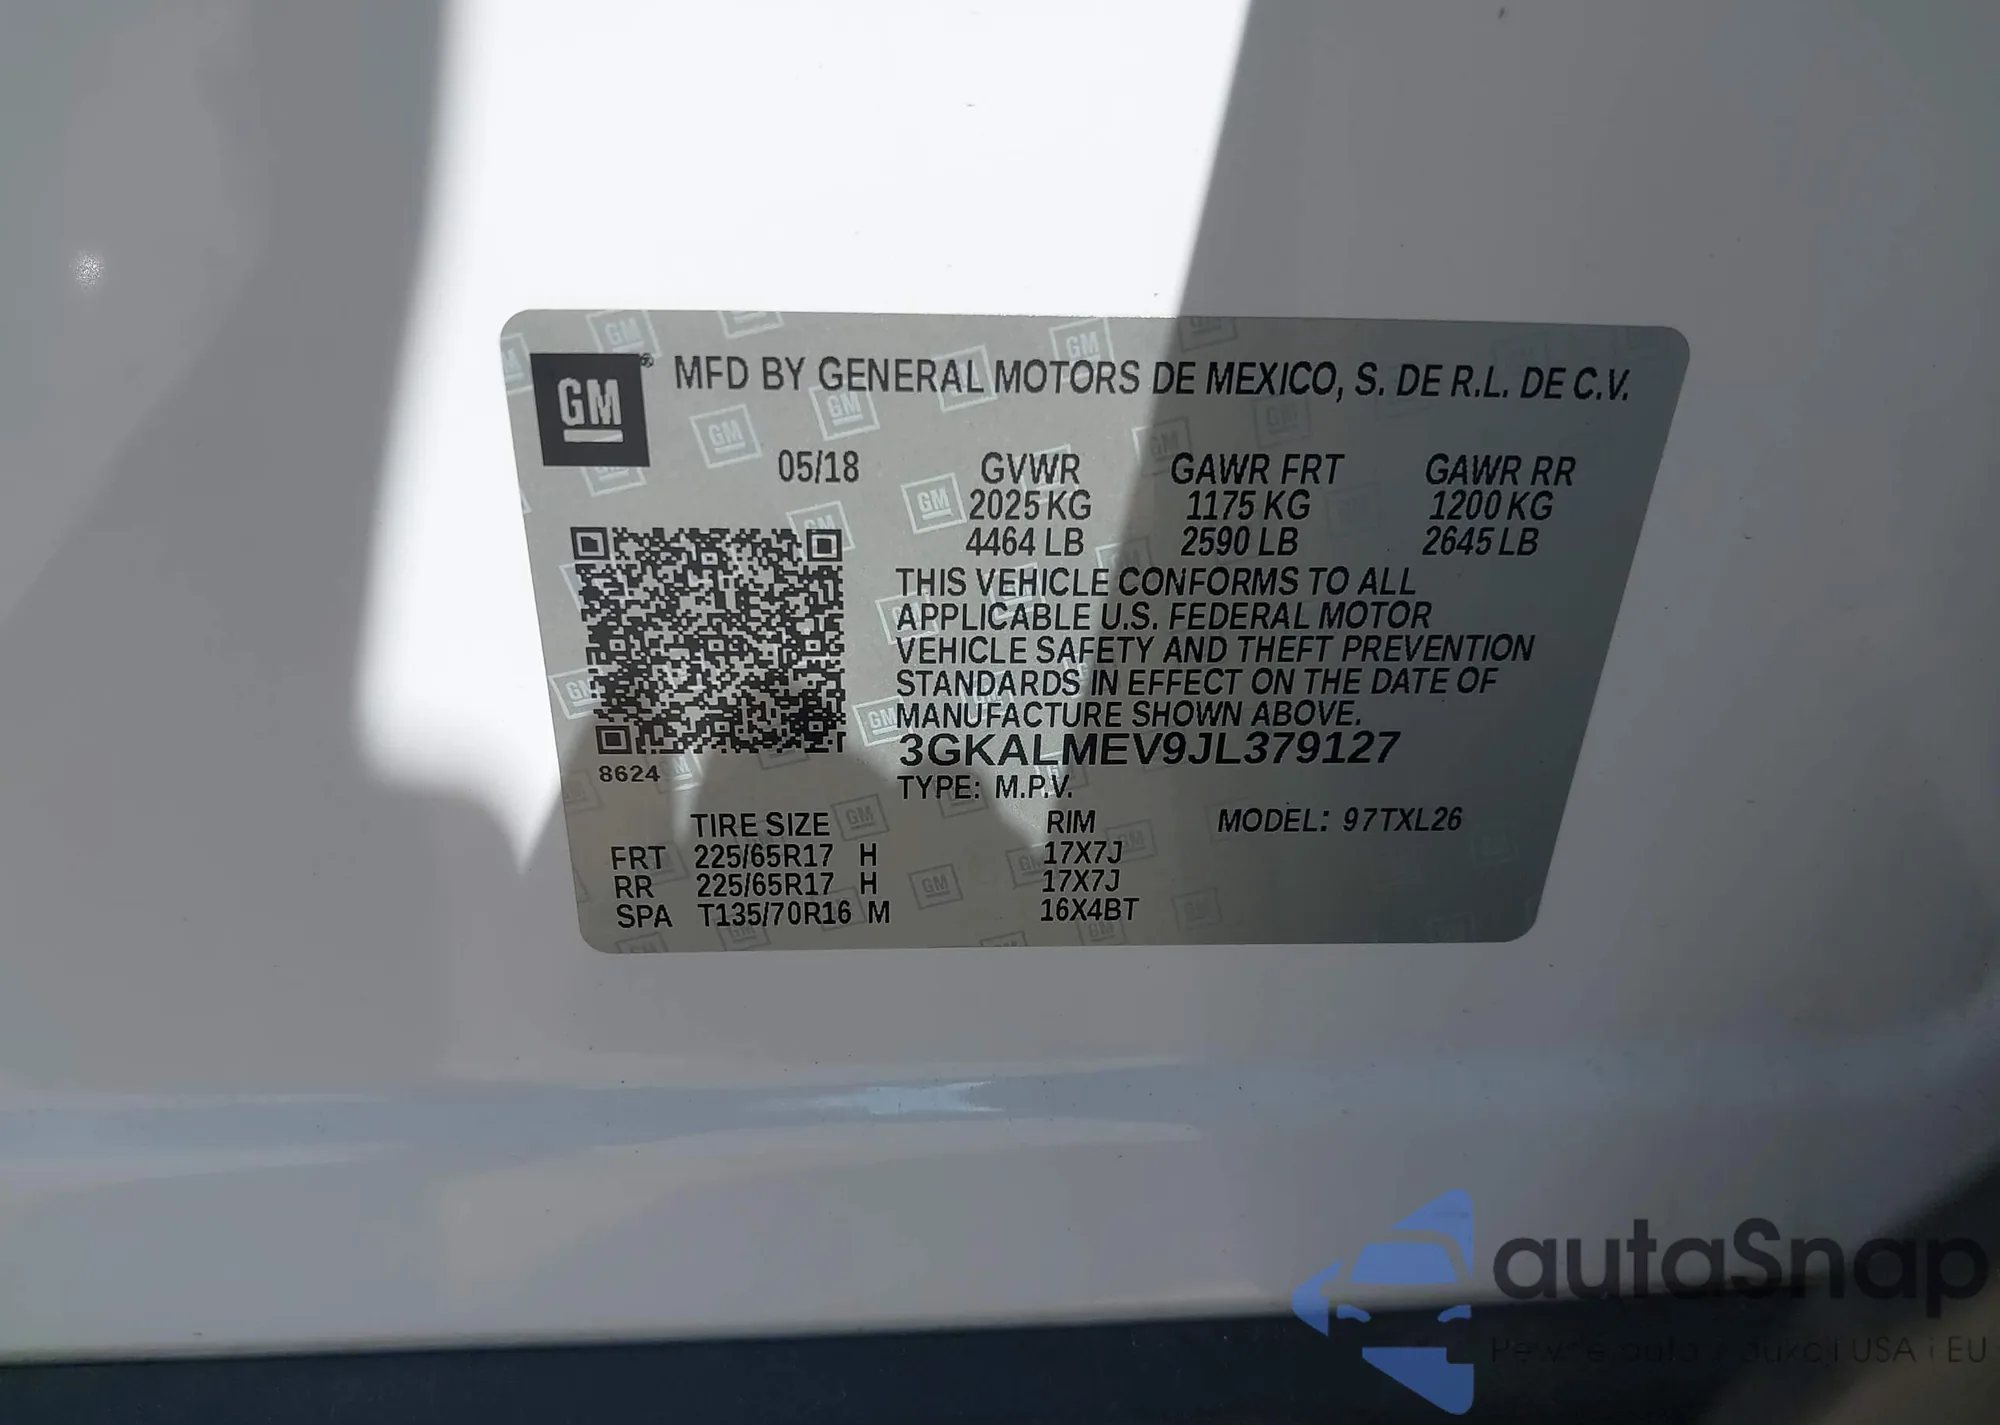 GM
MFD BY GENERAL MOTORS DE MEXICO, S. DE R.L. DE C.V.
05/18 GVWR GAWR FRT GAWR RR
2025 KG 1175 KG 1200 KG
4464 LB 2590 LB 2645 LB
THIS VEHICLE CONFORMS TO ALL
APPLICABLE U.S. FEDERAL MOTOR
VEHICLE SAFETY AND THEFT PREVENTION
STANDARDS IN EFFECT ON THE DATE OF
MANUFACTURE SHOWN ABOVE.
3GKALMEV9JL379127
8624
TYPE: M.P.V.
TIRE SIZE RIM MODEL: 97TXL26
FRT 225/65R17 H 17X7J
RR 225/65R17 H 17X7J
SPA T135/70R16 M 16X4BT
autaSnap
USA i EU